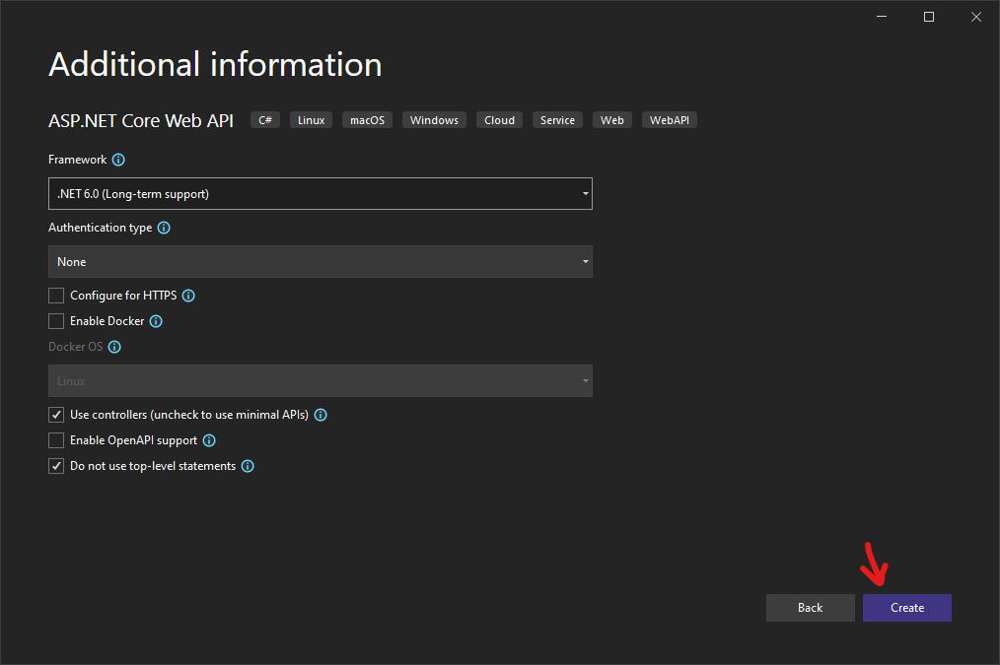 Additional information
ASP.NET Core Web API C# Linux macOS Windows Cloud Service Web WebAPI
Framework
.NET 6.0 (Long-term support)
Authentication type
None
Configure for HTTPS
Enable Docker
Docker OS
Linux
Use controllers (uncheck to use minimal APIs)
Enable OpenAPI support
Do not use top-level statements
Back Create